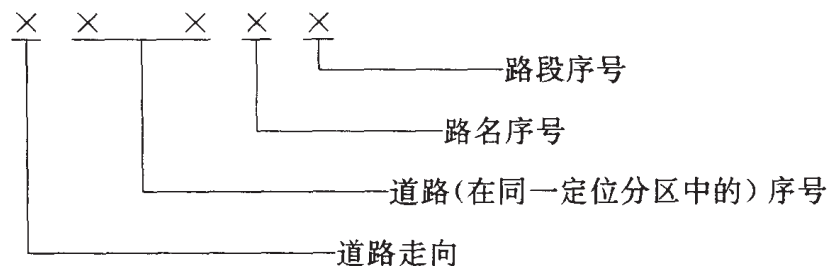 × × × × ×
路段序号
路名序号
道路(在同一定位分区中的)序号
道路走向